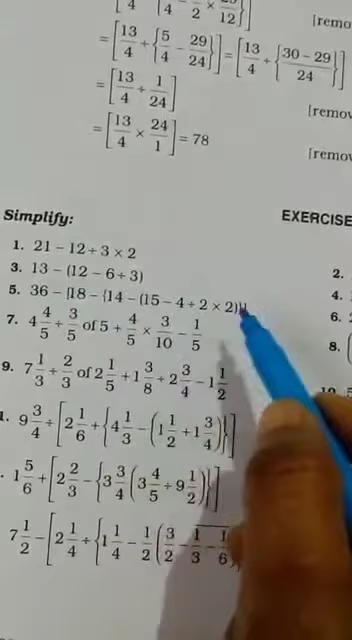 = [13/4 ÷ {5/4 − 29/24}] = [13/4 ÷ {30 − 29/24}]
= [13/4 ÷ 1/24] [remov
= [13/4 × 24/1] = 78 [remov
Simplify: EXERCISE
1. 21 − 12 ÷ 3 × 2 2.
3. 13 − (12 − 6 ÷ 3) 4.
5. 36 − [18 − {14 − (15 − 4 ÷ 2 × 2)}] 6.
7. 4 4/5 ÷ 3/5 of 5 + 4/5 × 3/10 − 1/5 8.
9. 7 1/3 ÷ 2/3 of 2 1/5 + 1 3/8 ÷ 2 3/4 − 1 1/2
9 3/4 ÷ [2 1/6 + {4 1/3 − (1 1/2 + 1 3/4)}]
1 5/6 + [2 2/3 − {3 3/4 (3 4/5 ÷ 9 1/2)}]
7 1/2 − [2 1/4 ÷ {1 1/4 − 1/2 (3/2 − 1/3 − 1/6